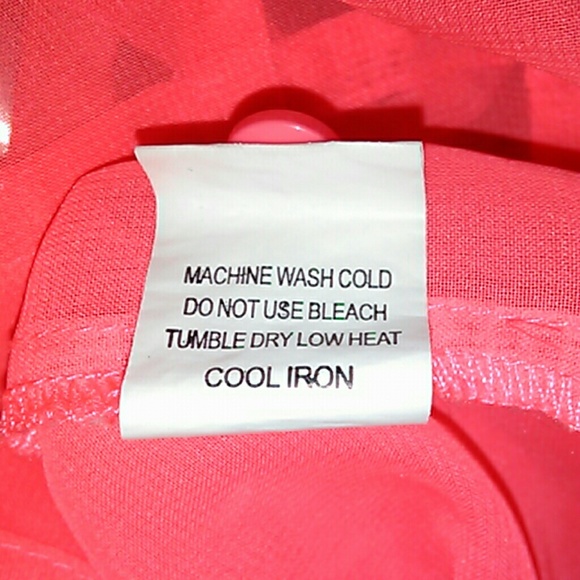 MACHINE WASH COLD
DO NOT USE BLEACH
TUMBLE DRY LOW HEAT
COOL IRON